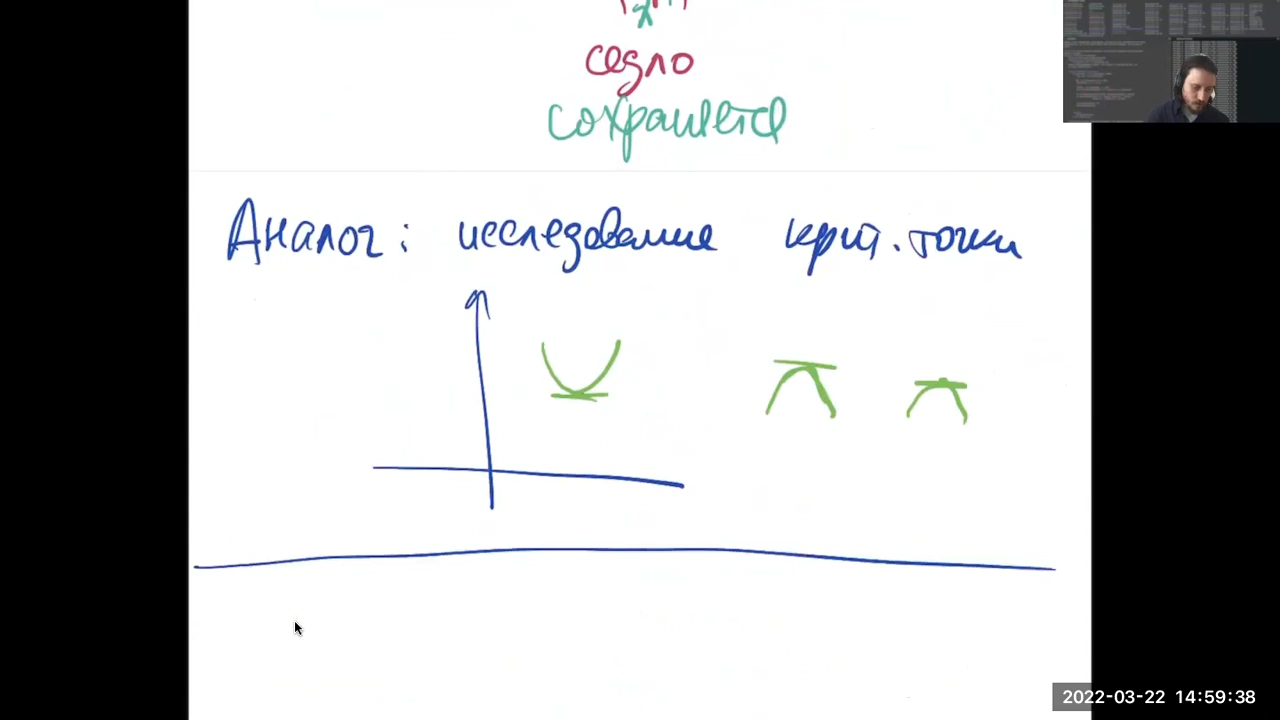 седло
сохраняется
Аналог: исследование крит. точки
2022-03-22 14:59:38